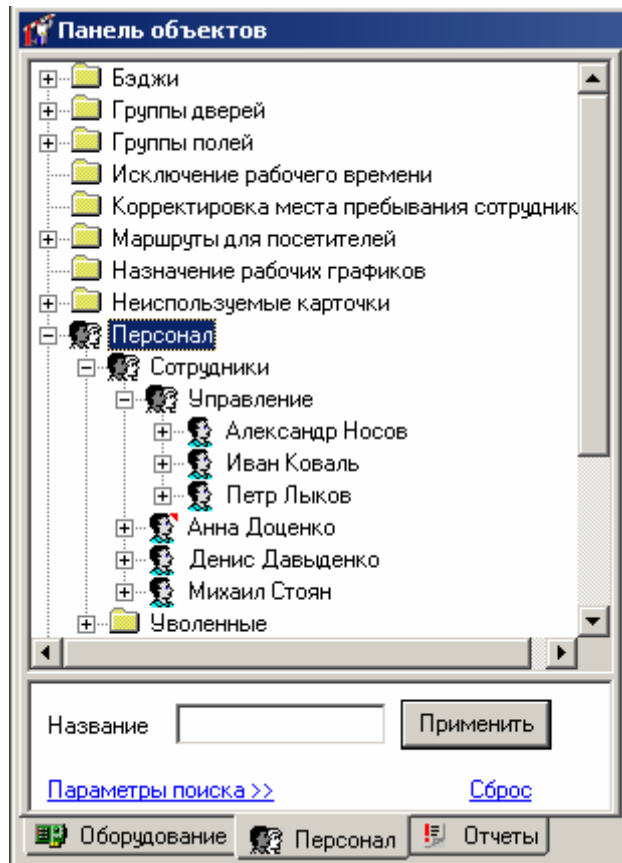 Панель объектов
Бэджи
Группы дверей
Группы полей
Исключение рабочего времени
Корректировка места пребывания сотрудник
Маршруты для посетителей
Назначение рабочих графиков
Неиспользуемые карточки
Персонал
Сотрудники
Управление
Александр Носов
Иван Коваль
Петр Лыков
Анна Доценко
Денис Давыденко
Михаил Стоян
Уволенные
Название Применить
Параметры поиска >> Сброс
Оборудование Персонал Отчеты